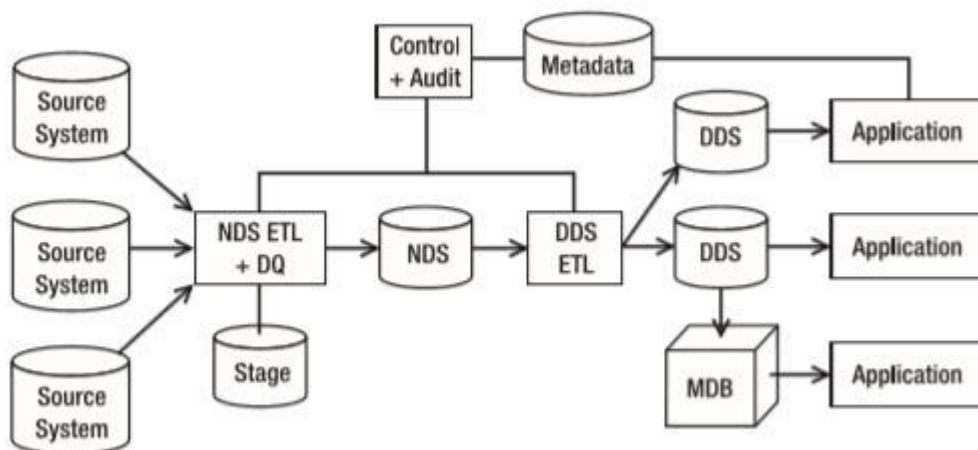 Control
+ Audit
Metadata
Source
System
DDS
Application
Source
System
NDS ETL
+ DQ
NDS
DDS
ETL
DDS
Application
Source
System
Stage
MDB
Application